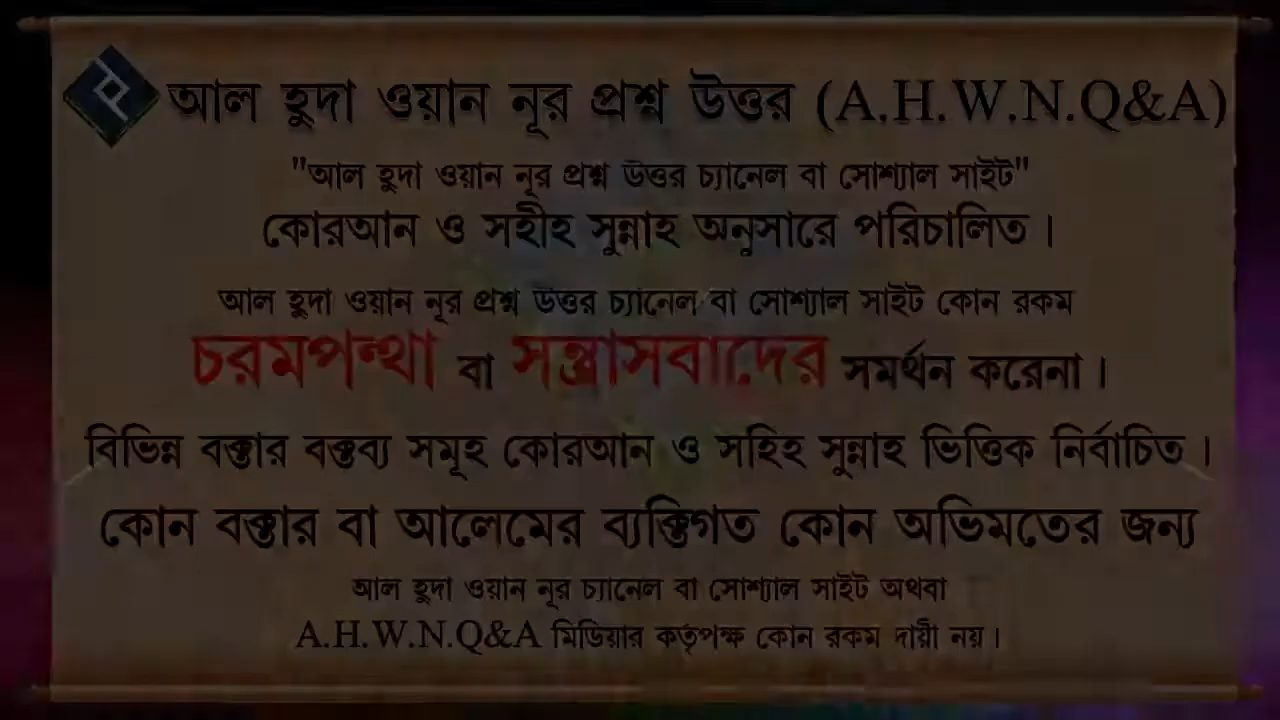 আল হুদা ওয়ান নূর প্রশ্ন উত্তর (A.H.W.N.Q&A)
"আল হুদা ওয়ান নূর প্রশ্ন উত্তর চ্যানেল বা সোশ্যাল সাইট"
কোরআন ও সহীহ সুন্নাহ অনুসারে পরিচালিত ।
আল হুদা ওয়ান নূর প্রশ্ন উত্তর চ্যানেল বা সোশ্যাল সাইট কোন রকম
চরমপন্থা বা সন্ত্রাসবাদের সমর্থন করেনা ।
বিভিন্ন বক্তার বক্তব্য সমূহ কোরআন ও সহিহ সুন্নাহ ভিত্তিক নির্বাচিত ।
কোন বক্তার বা আলেমের ব্যক্তিগত কোন অভিমতের জন্য
আল হুদা ওয়ান নূর চ্যানেল বা সোশ্যাল সাইট অথবা
A.H.W.N.Q&A মিডিয়ার কর্তৃপক্ষ কোন রকম দায়ী নয় ।